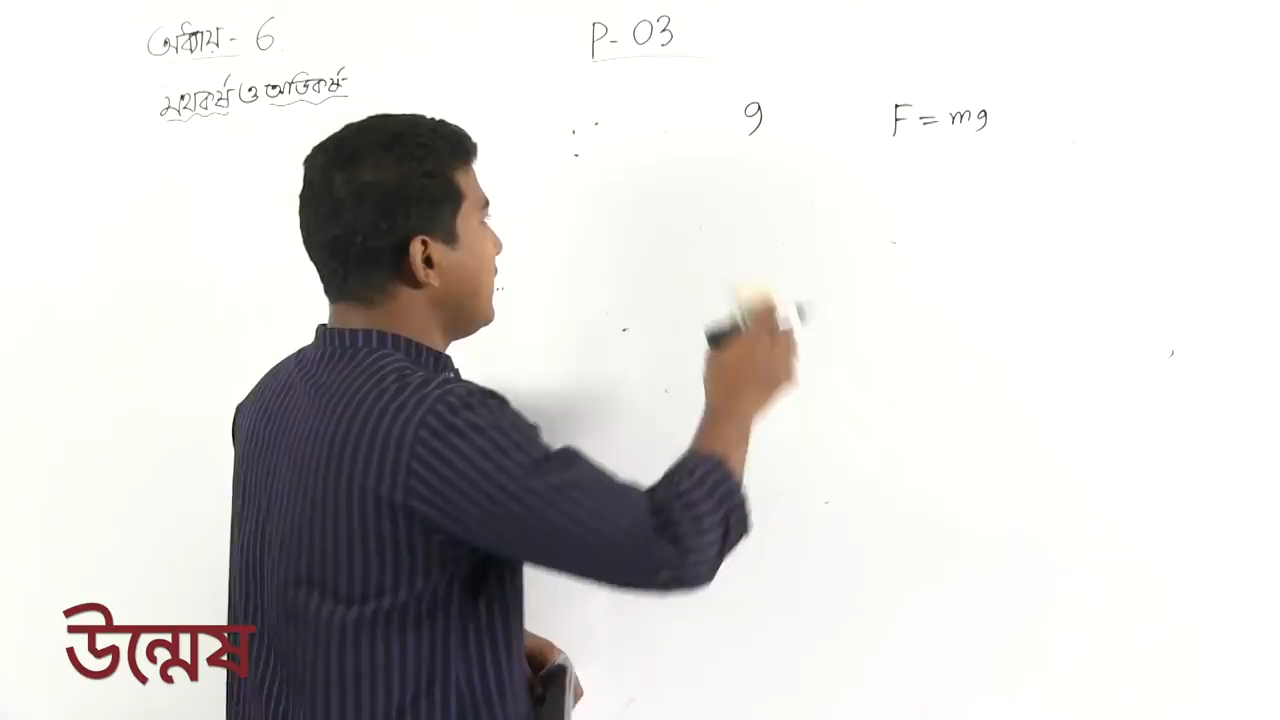 অধ্যায় - 6
মহাকর্ষ ও অভিকর্ষ
P- 03
g
F = mg
উন্মেষ